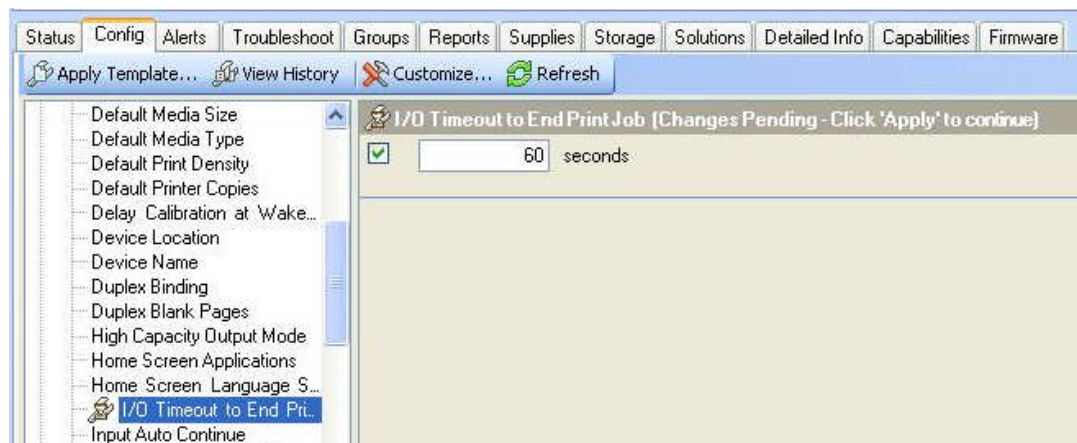 Status Config Alerts Troubleshoot Groups Reports Supplies Storage Solutions Detailed Info Capabilities Firmware
Apply Template... View History Customize... Refresh
Default Media Size
Default Media Type
Default Print Density
Default Printer Copies
Delay Calibration at Wake...
Device Location
Device Name
Duplex Binding
Duplex Blank Pages
High Capacity Output Mode
Home Screen Applications
Home Screen Language S...
I/O Timeout to End Pri...
Input Auto Continue
I/O Timeout to End Print Job (Changes Pending - Click 'Apply' to continue)
60 seconds